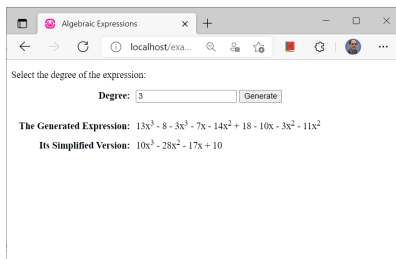 Algebraic Expressions
localhost/exa...
Select the degree of the expression:
Degree: 3 Generate
The Generated Expression: 13x³ - 8 - 3x³ - 7x - 14x² + 18 - 10x - 3x² - 11x²
Its Simplified Version: 10x³ - 28x² - 17x + 10